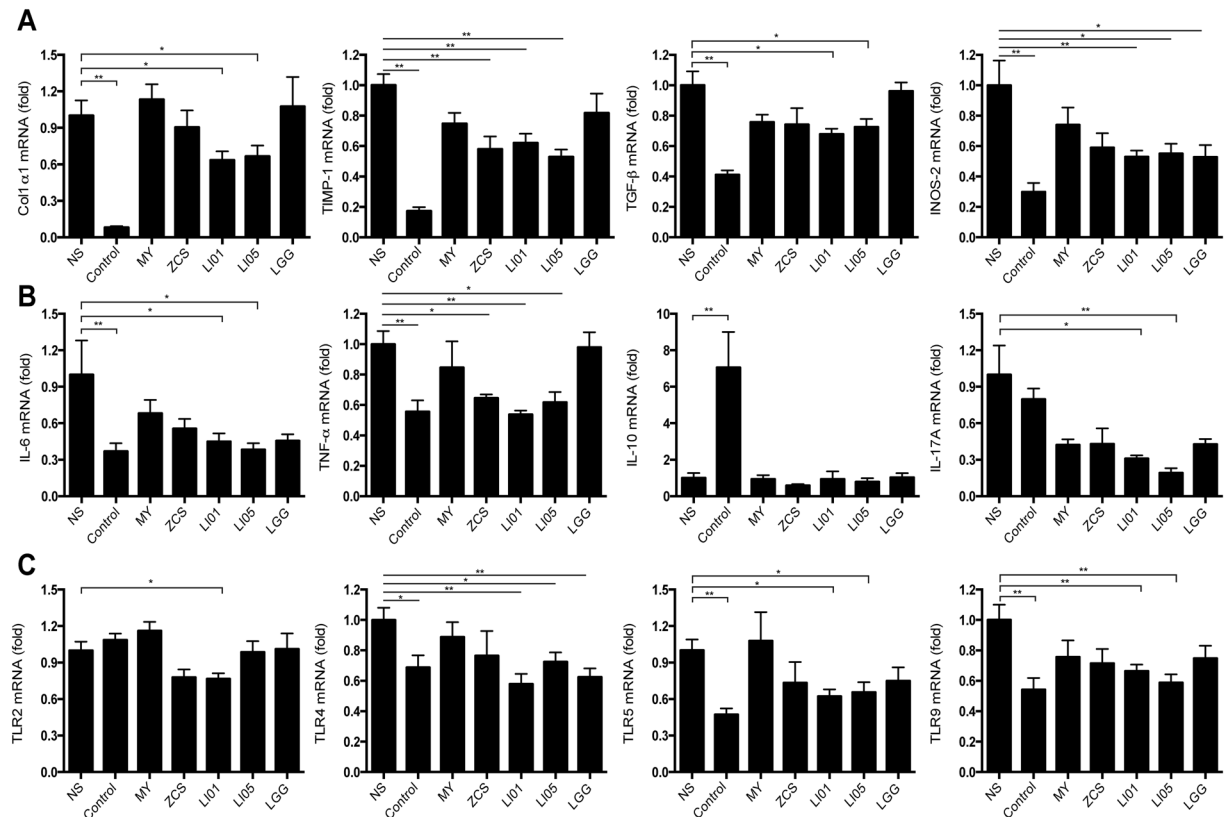 A
Col1 α1 mRNA (fold)
1.5
1.2
0.9
0.6
0.3
0.0
**
*
*
NS
Control
MY
ZCS
LI01
LI05
LGG
TIMP-1 mRNA (fold)
1.2
1.0
0.8
0.6
0.4
0.2
0.0
**
**
**
**
NS
Control
MY
ZCS
LI01
LI05
LGG
TGF-β mRNA (fold)
1.2
1.0
0.8
0.6
0.4
0.2
0.0
*
*
**
NS
Control
MY
ZCS
LI01
LI05
LGG
INOS-2 mRNA (fold)
1.2
1.0
0.8
0.6
0.4
0.2
0.0
*
*
**
**
NS
Control
MY
ZCS
LI01
LI05
LGG
B
IL-6 mRNA (fold)
1.5
1.2
0.9
0.6
0.3
0.0
*
*
**
NS
Control
MY
ZCS
LI01
LI05
LGG
TNF-α mRNA (fold)
1.2
1.0
0.8
0.6
0.4
0.2
0.0
*
**
*
**
NS
Control
MY
ZCS
LI01
LI05
LGG
IL-10 mRNA (fold)
10
8
6
4
2
0
**
NS
Control
MY
ZCS
LI01
LI05
LGG
IL-17A mRNA (fold)
1.5
1.2
0.9
0.6
0.3
0.0
**
*
NS
Control
MY
ZCS
LI01
LI05
LGG
C
TLR2 mRNA (fold)
1.5
1.2
0.9
0.6
0.3
0.0
*
NS
Control
MY
ZCS
LI01
LI05
LGG
TLR4 mRNA (fold)
1.2
1.0
0.8
0.6
0.4
0.2
0.0
**
*
**
*
NS
Control
MY
ZCS
LI01
LI05
LGG
TLR5 mRNA (fold)
1.5
1.2
0.9
0.6
0.3
0.0
*
*
**
NS
Control
MY
ZCS
LI01
LI05
LGG
TLR9 mRNA (fold)
1.2
1.0
0.8
0.6
0.4
0.2
0.0
**
**
**
NS
Control
MY
ZCS
LI01
LI05
LGG